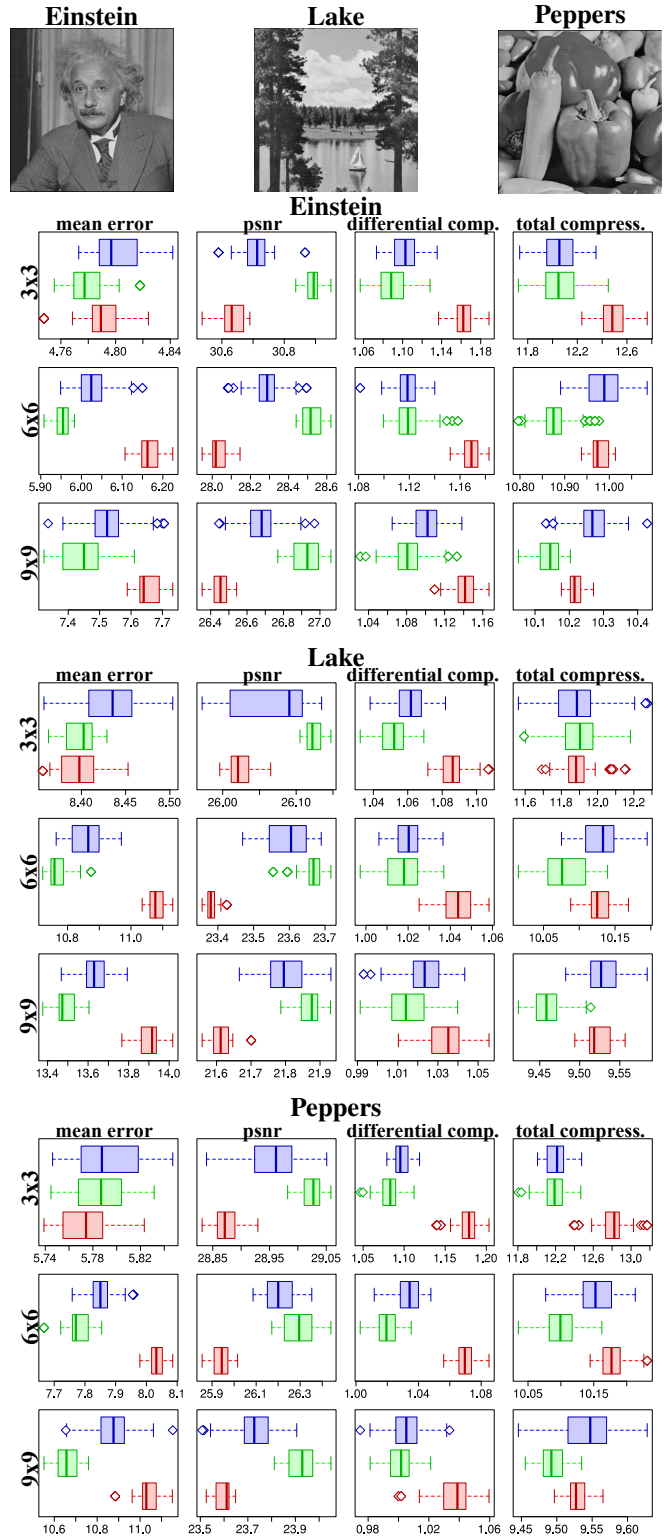 Einstein Lake Peppers
Einstein
mean error psnr differential comp. total compress.
3x3
4.76 4.80 4.84 30.6 30.8 1.06 1.10 1.14 1.18 11.8 12.2 12.6
6x6
5.90 6.00 6.10 6.20 28.0 28.2 28.4 28.6 1.08 1.12 1.16 10.80 10.90 11.00
9x9
7.4 7.5 7.6 7.7 26.4 26.6 26.8 27.0 1.04 1.08 1.12 1.16 10.1 10.2 10.3 10.4
Lake
mean error psnr differential comp. total compress.
3x3
8.40 8.45 8.50 26.00 26.10 1.04 1.06 1.08 1.10 11.6 11.8 12.0 12.2
6x6
10.8 11.0 23.4 23.5 23.6 23.7 1.00 1.02 1.04 1.06 10.05 10.15
9x9
13.4 13.6 13.8 14.0 21.6 21.7 21.8 21.9 0.99 1.01 1.03 1.05 9.45 9.50 9.55
Peppers
mean error psnr differential comp. total compress.
3x3
5.74 5.78 5.82 28.85 28.95 29.05 1.05 1.10 1.15 1.20 11.8 12.2 12.6 13.0
6x6
7.7 7.8 7.9 8.0 8.1 25.9 26.1 26.3 1.00 1.04 1.08 10.05 10.15
9x9
10.6 10.8 11.0 23.5 23.7 23.9 0.98 1.00 1.02 1.04 1.06 9.45 9.50 9.60